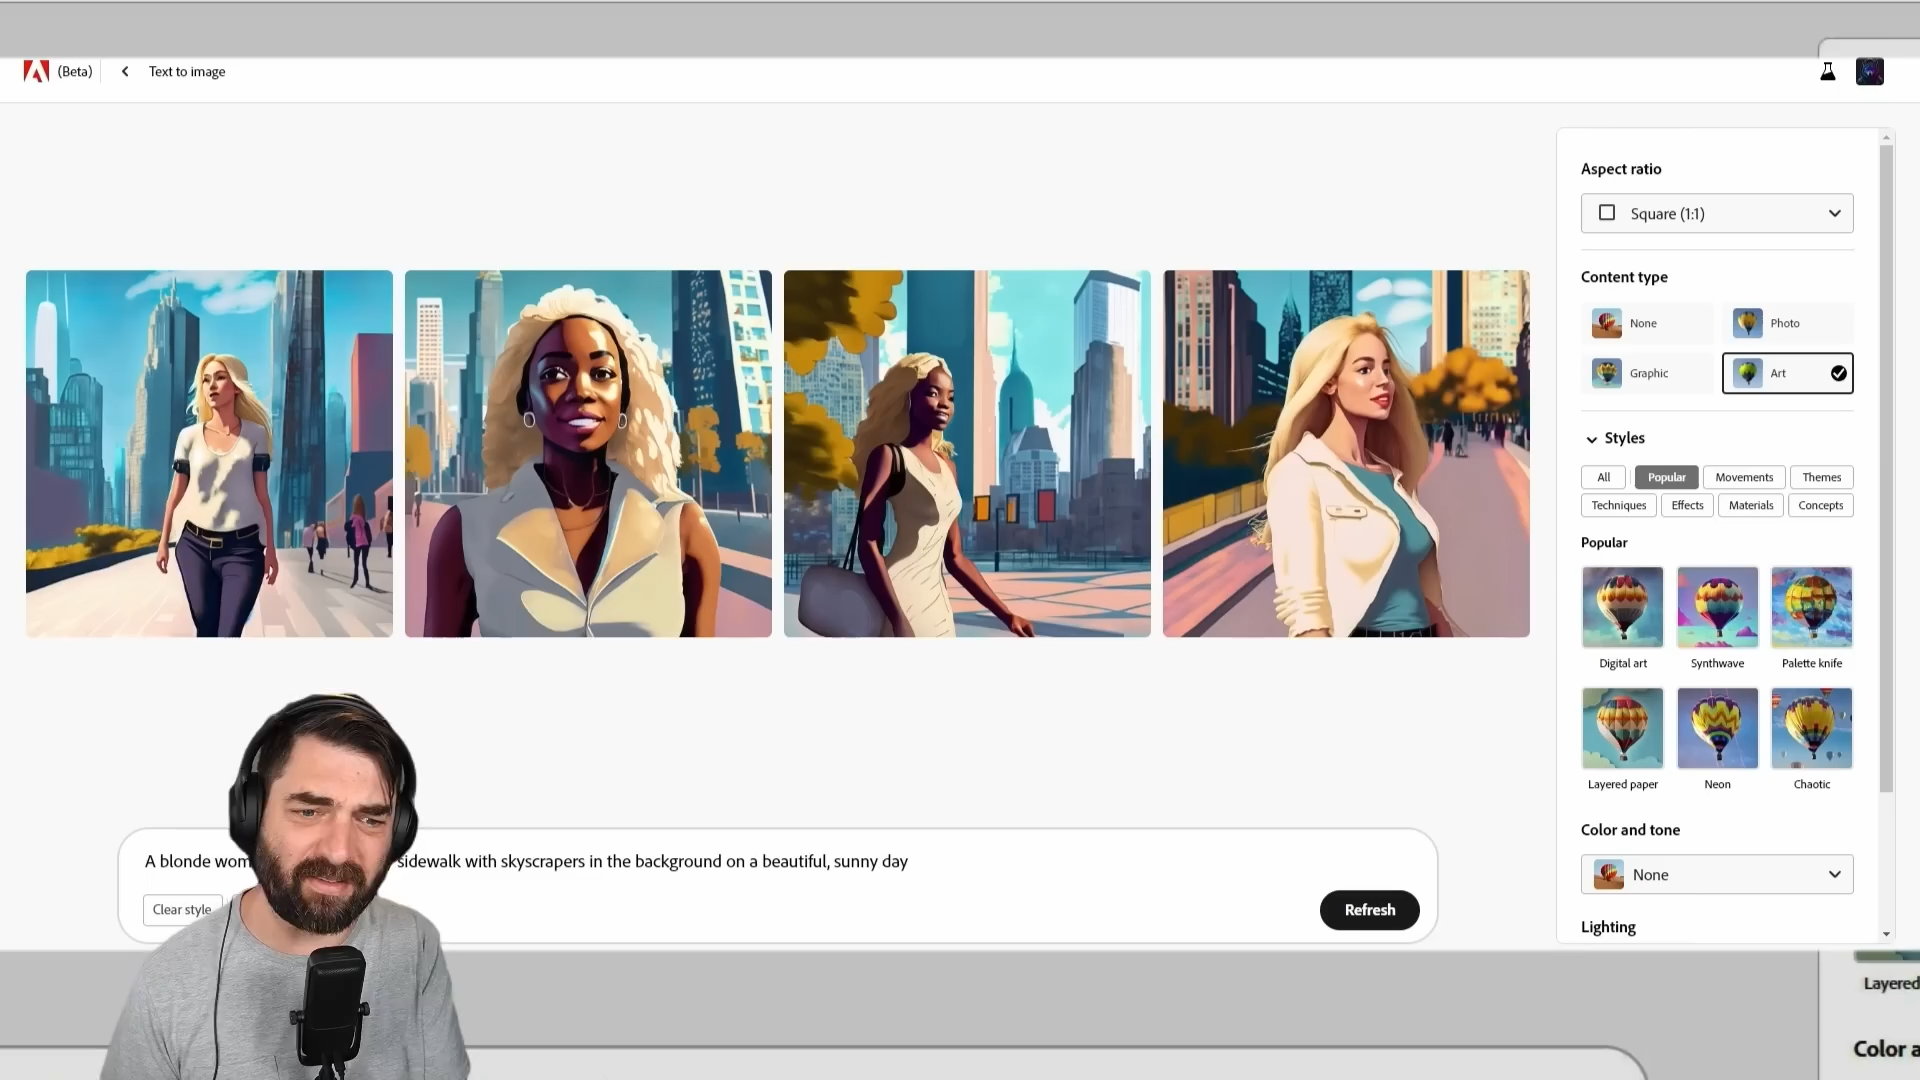 (Beta)
Text to image
Aspect ratio
Square (1:1)
Content type
None
Photo
Graphic
Art
Styles
All
Popular
Movements
Themes
Techniques
Effects
Materials
Concepts
Popular
Digital art
Synthwave
Palette knife
Layered paper
Neon
Chaotic
Color and tone
None
Lighting
A blonde wom sidewalk with skyscrapers in the background on a beautiful, sunny day
Clear style
Refresh
Layered
Color a